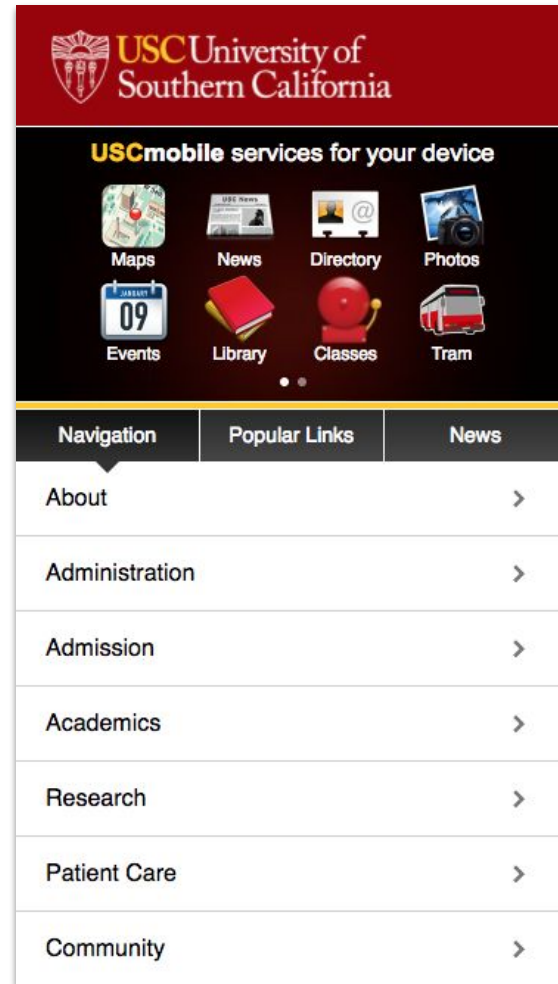 USC University of
Southern California
USCmobile services for your device
USC News
@
Maps News Directory Photos
JANUARY
09
Events Library Classes Tram
Navigation Popular Links News
About
Administration
Admission
Academics
Research
Patient Care
Community